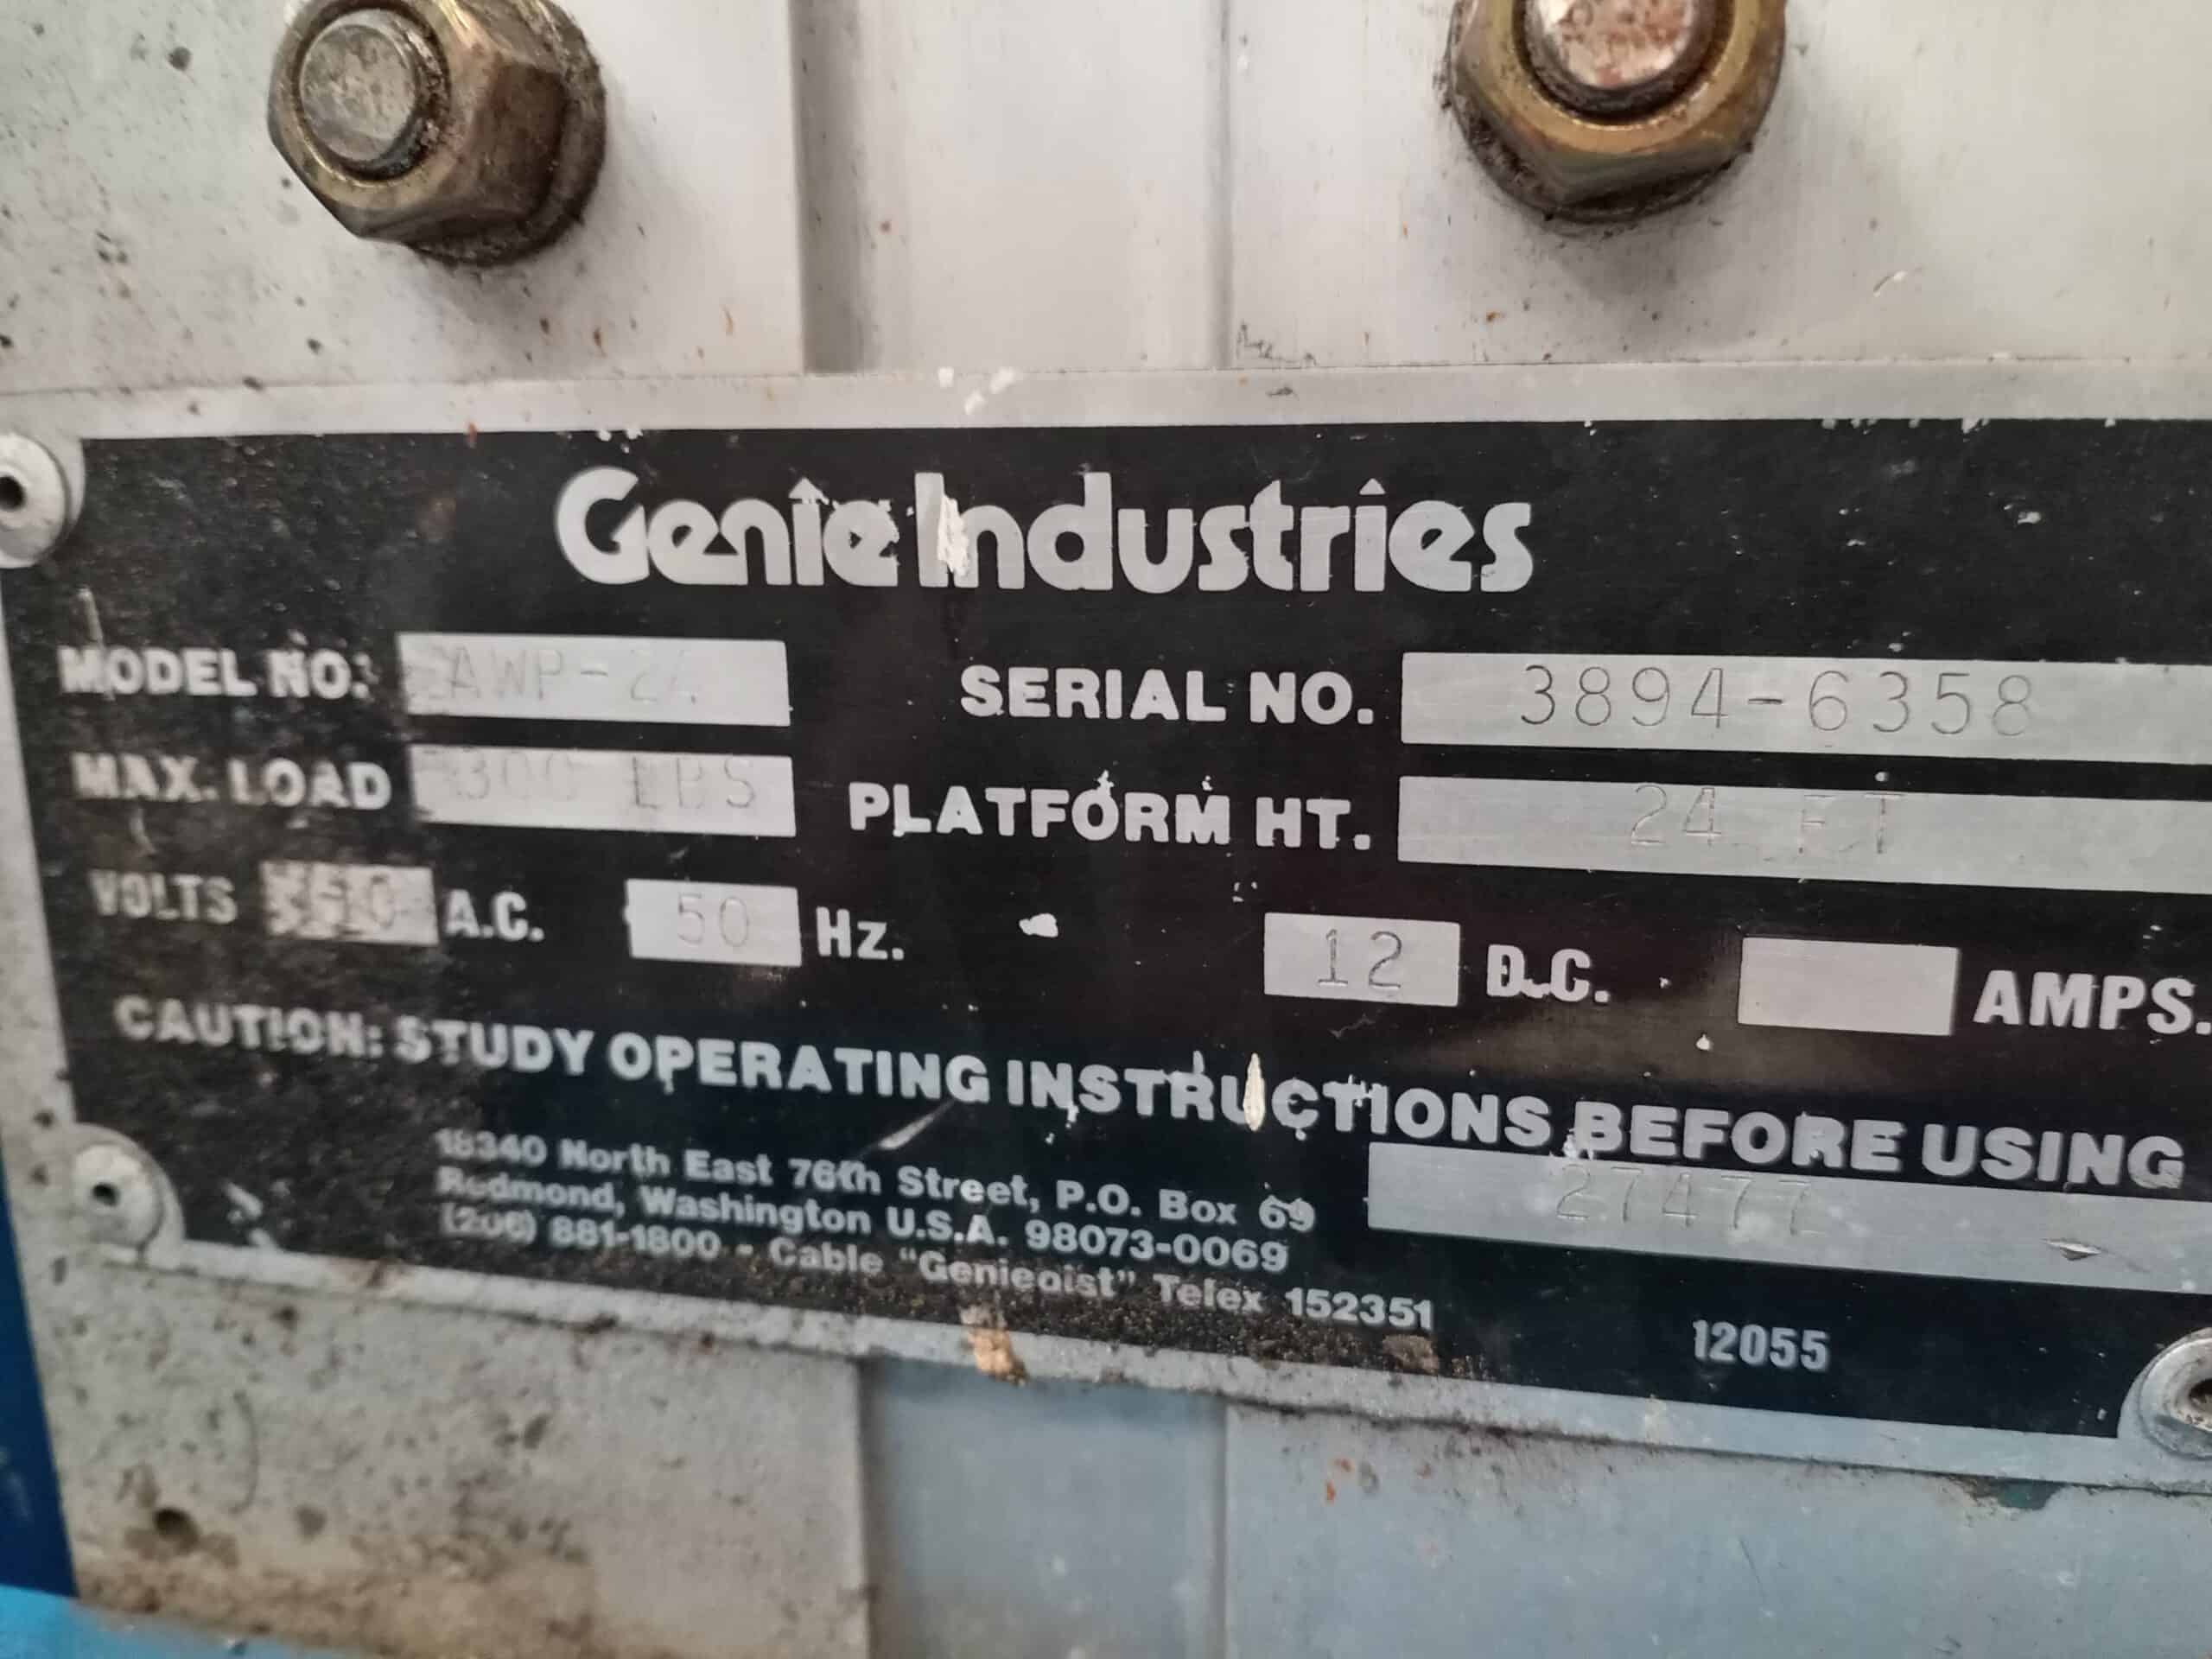 Genie Industries
MODEL NO: AWP-24 SERIAL NO. 3894-6358
MAX. LOAD 300 LBS PLATFORM HT. 24 FT
VOLTS A.C. 50 Hz. 12 D.C. AMPS.
CAUTION: STUDY OPERATING INSTRUCTIONS BEFORE USING
18340 North East 76th Street, P.O. Box 69
Redmond, Washington U.S.A. 98073-0069
(206) 881-1800 - Cable "Genieoist" Telex 152351
27477
12055